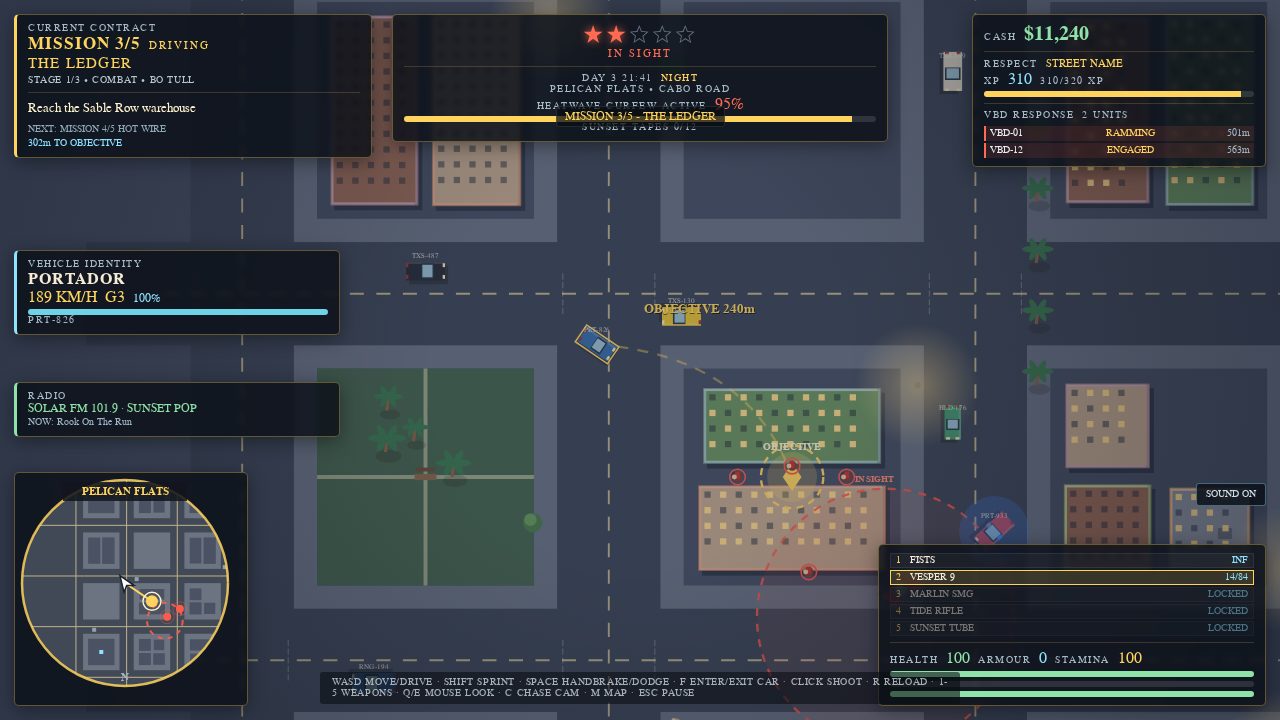 CURRENT CONTRACT
MISSION 3/5 DRIVING
THE LEDGER
STAGE 1/3 • COMBAT • BO TULL
Reach the Sable Row warehouse
NEXT: MISSION 4/5 HOT WIRE
302m TO OBJECTIVE
IN SIGHT
DAY 3 21:41 NIGHT
PELICAN FLATS • CABO ROAD
HEATWAVE CURFEW ACTIVE 95%
MISSION 3/5 - THE LEDGER
SUNSET TAPES 0/12
CASH $11,240
RESPECT STREET NAME
XP 310 310/320 XP
VBD RESPONSE 2 UNITS
VBD-01 RAMMING 501m
VBD-12 ENGAGED 563m
VEHICLE IDENTITY
PORTADOR
189 KM/H G3 100%
PRT-826
TXS-487
TXS-130
OBJECTIVE 240m
RADIO
SOLAR FM 101.9 · SUNSET POP
NOW: Rook On The Run
OBJECTIVE
IN SIGHT
PELICAN FLATS
N
SOUND ON
1 FISTS INF
2 VESPER 9 14/84
3 MARLIN SMG LOCKED
4 TIDE RIFLE LOCKED
5 SUNSET TUBE LOCKED
HEALTH 100 ARMOUR 0 STAMINA 100
RNG-194
WASD MOVE/DRIVE · SHIFT SPRINT · SPACE HANDBRAKE/DODGE · F ENTER/EXIT CAR · CLICK SHOOT · R RELOAD · 1-
5 WEAPONS · Q/E MOUSE LOOK · C CHASE CAM · M MAP · ESC PAUSE